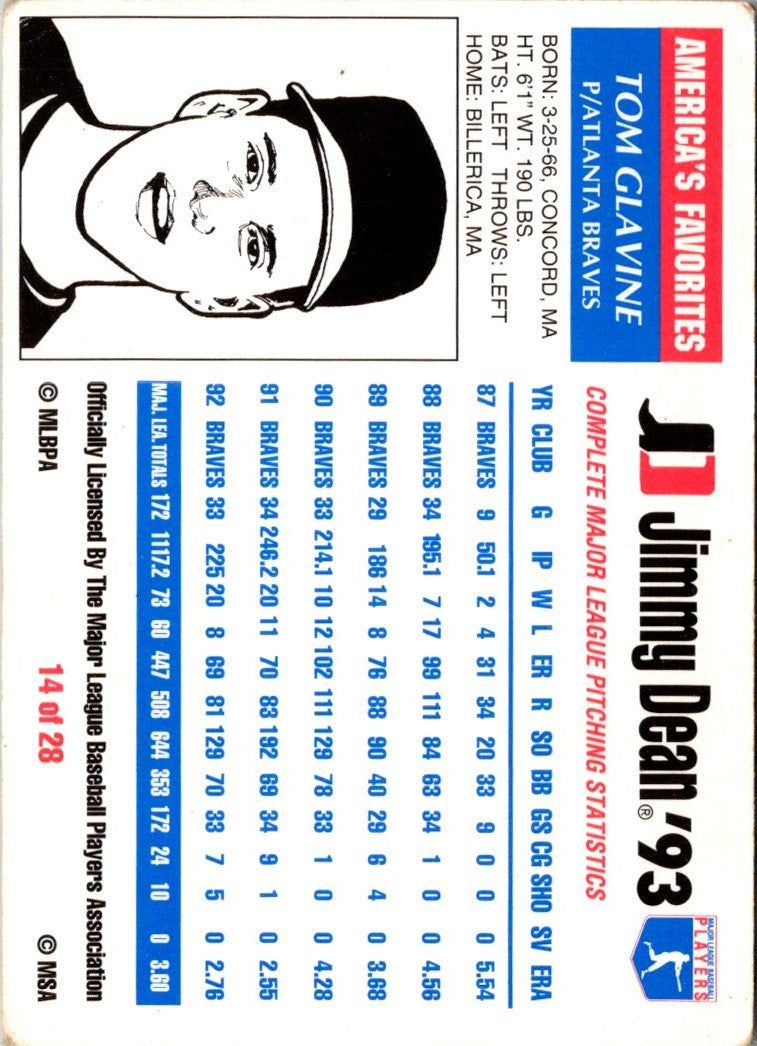 AMERICA'S FAVORITES
TOM GLAVINE
P/ATLANTA BRAVES
BORN: 3-25-66, CONCORD, MA
HT. 6'1" WT. 190 LBS.
BATS: LEFT THROWS: LEFT
HOME: BILLERICA, MA
JD Jimmy Dean® '93
MAJOR LEAGUE BASEBALL
PLAYERS
COMPLETE MAJOR LEAGUE PITCHING STATISTICS
YR CLUB G IP W L ER R SO BB GS CG SHO SV ERA
87 BRAVES 9 50.1 2 4 31 34 20 33 9 0 0 0 5.54
88 BRAVES 34 195.1 7 17 99 111 84 63 34 1 0 0 4.56
89 BRAVES 29 186 14 8 76 88 90 40 29 6 4 0 3.68
90 BRAVES 33 214.1 10 12 102 111 129 78 33 1 0 0 4.28
91 BRAVES 34 246.2 20 11 70 83 192 69 34 9 1 0 2.55
92 BRAVES 33 225 20 8 69 81 129 70 33 7 5 0 2.76
MAJ. LEA. TOTALS 172 1117.2 73 60 447 508 644 353 172 24 10 0 3.60
Officially Licensed By The Major League Baseball Players Association
© MLBPA 14 of 28 © MSA